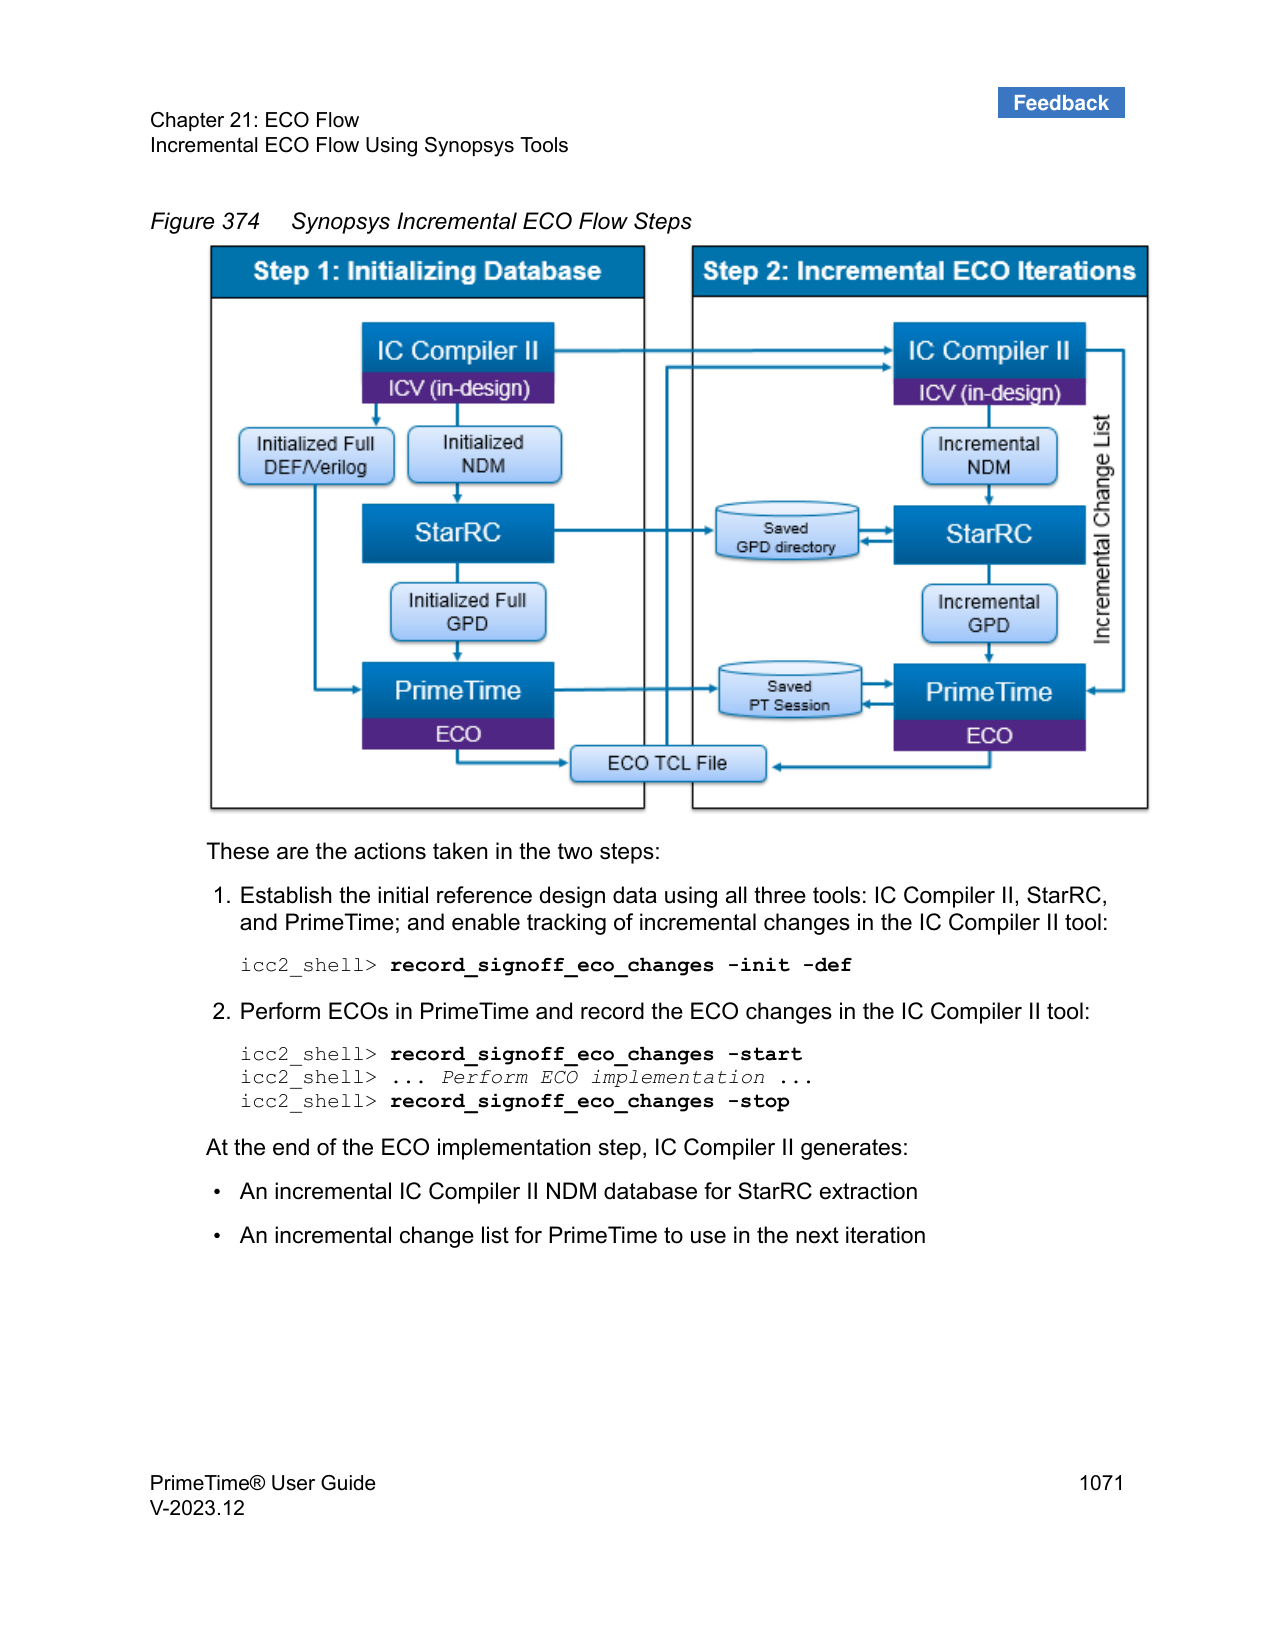 Feedback
Chapter 21: ECO Flow
Incremental ECO Flow Using Synopsys Tools
Figure 374 Synopsys Incremental ECO Flow Steps
Step 1: Initializing Database
Step 2: Incremental ECO Iterations
IC Compiler II
ICV (in-design)
Initialized Full
DEF/Verilog
Initialized
NDM
StarRC
Initialized Full
GPD
PrimeTime
ECO
IC Compiler II
ICV (in-design)
Incremental
NDM
Incremental Change List
Saved
GPD directory
StarRC
Incremental
GPD
Saved
PT Session
PrimeTime
ECO
ECO TCL File
These are the actions taken in the two steps:
1. Establish the initial reference design data using all three tools: IC Compiler II, StarRC,
and PrimeTime; and enable tracking of incremental changes in the IC Compiler II tool:
icc2_shell> record_signoff_eco_changes -init -def
2. Perform ECOs in PrimeTime and record the ECO changes in the IC Compiler II tool:
icc2_shell> record_signoff_eco_changes -start
icc2_shell> ... Perform ECO implementation ...
icc2_shell> record_signoff_eco_changes -stop
At the end of the ECO implementation step, IC Compiler II generates:
• An incremental IC Compiler II NDM database for StarRC extraction
• An incremental change list for PrimeTime to use in the next iteration
PrimeTime® User Guide
V-2023.12
1071